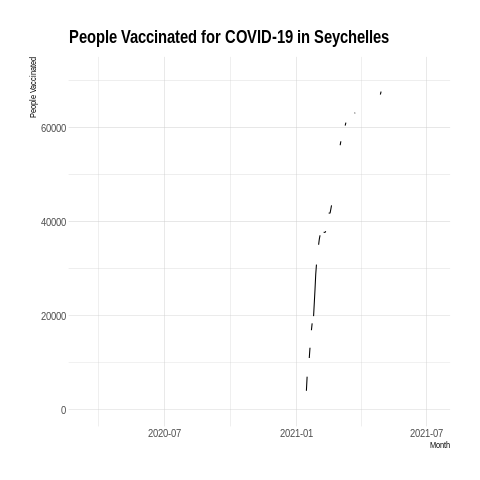 People Vaccinated for COVID-19 in Seychelles
People Vaccinated
60000
40000
20000
0
2020-07 2021-01 2021-07
Month